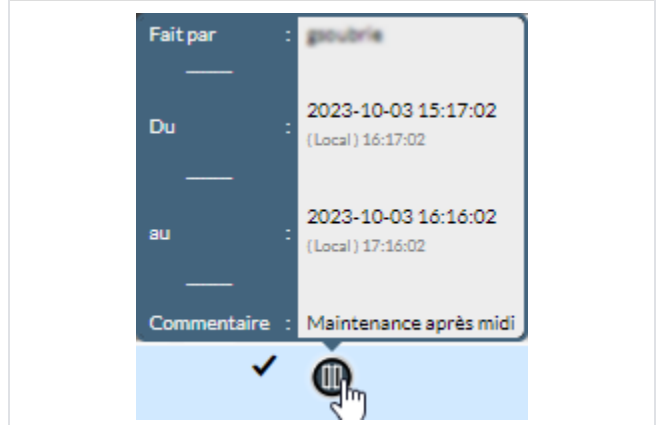 Fait par :
Du : 2023-10-03 15:17:02
( Local ) 16:17:02
au : 2023-10-03 16:16:02
( Local ) 17:16:02
Commentaire : Maintenance après midi